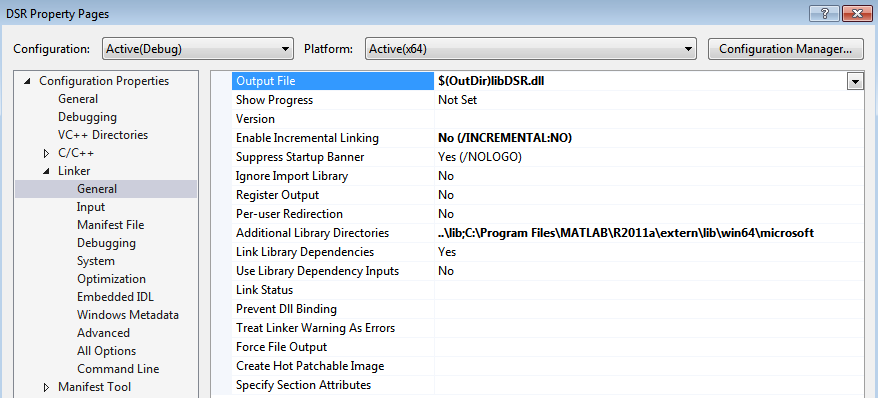 DSR Property Pages
Configuration: Active(Debug) Platform: Active(x64) Configuration Manager...
Configuration Properties
General
Debugging
VC++ Directories
C/C++
Linker
General
Input
Manifest File
Debugging
System
Optimization
Embedded IDL
Windows Metadata
Advanced
All Options
Command Line
Manifest Tool
Output File $(OutDir)libDSR.dll
Show Progress Not Set
Version
Enable Incremental Linking No (/INCREMENTAL:NO)
Suppress Startup Banner Yes (/NOLOGO)
Ignore Import Library No
Register Output No
Per-user Redirection No
Additional Library Directories ..\lib;C:\Program Files\MATLAB\R2011a\extern\lib\win64\microsoft
Link Library Dependencies Yes
Use Library Dependency Inputs No
Link Status
Prevent Dll Binding
Treat Linker Warning As Errors
Force File Output
Create Hot Patchable Image
Specify Section Attributes